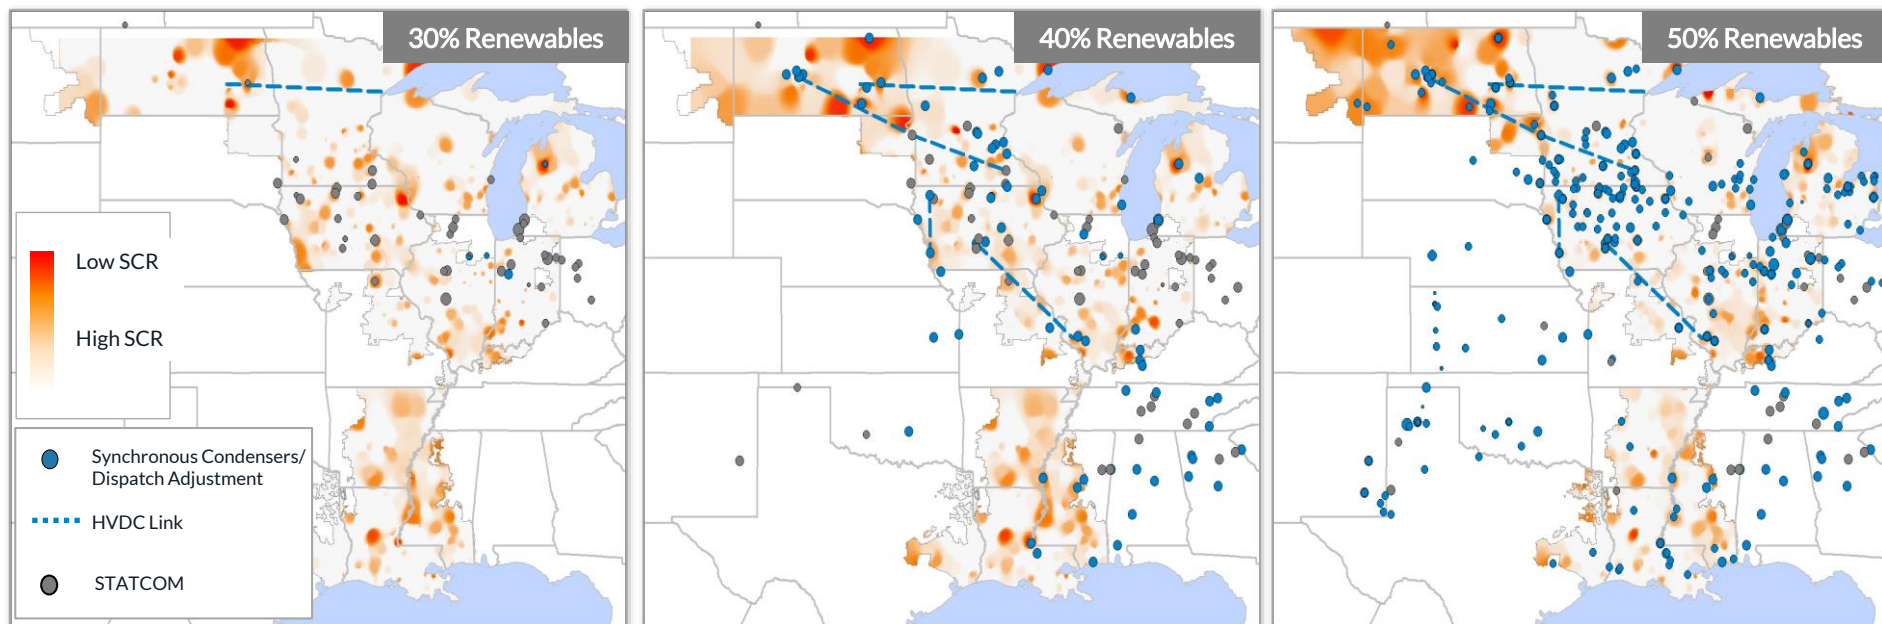 30% Renewables
40% Renewables
50% Renewables
Low SCR
High SCR
Synchronous Condensers/
Dispatch Adjustment
HVDC Link
STATCOM